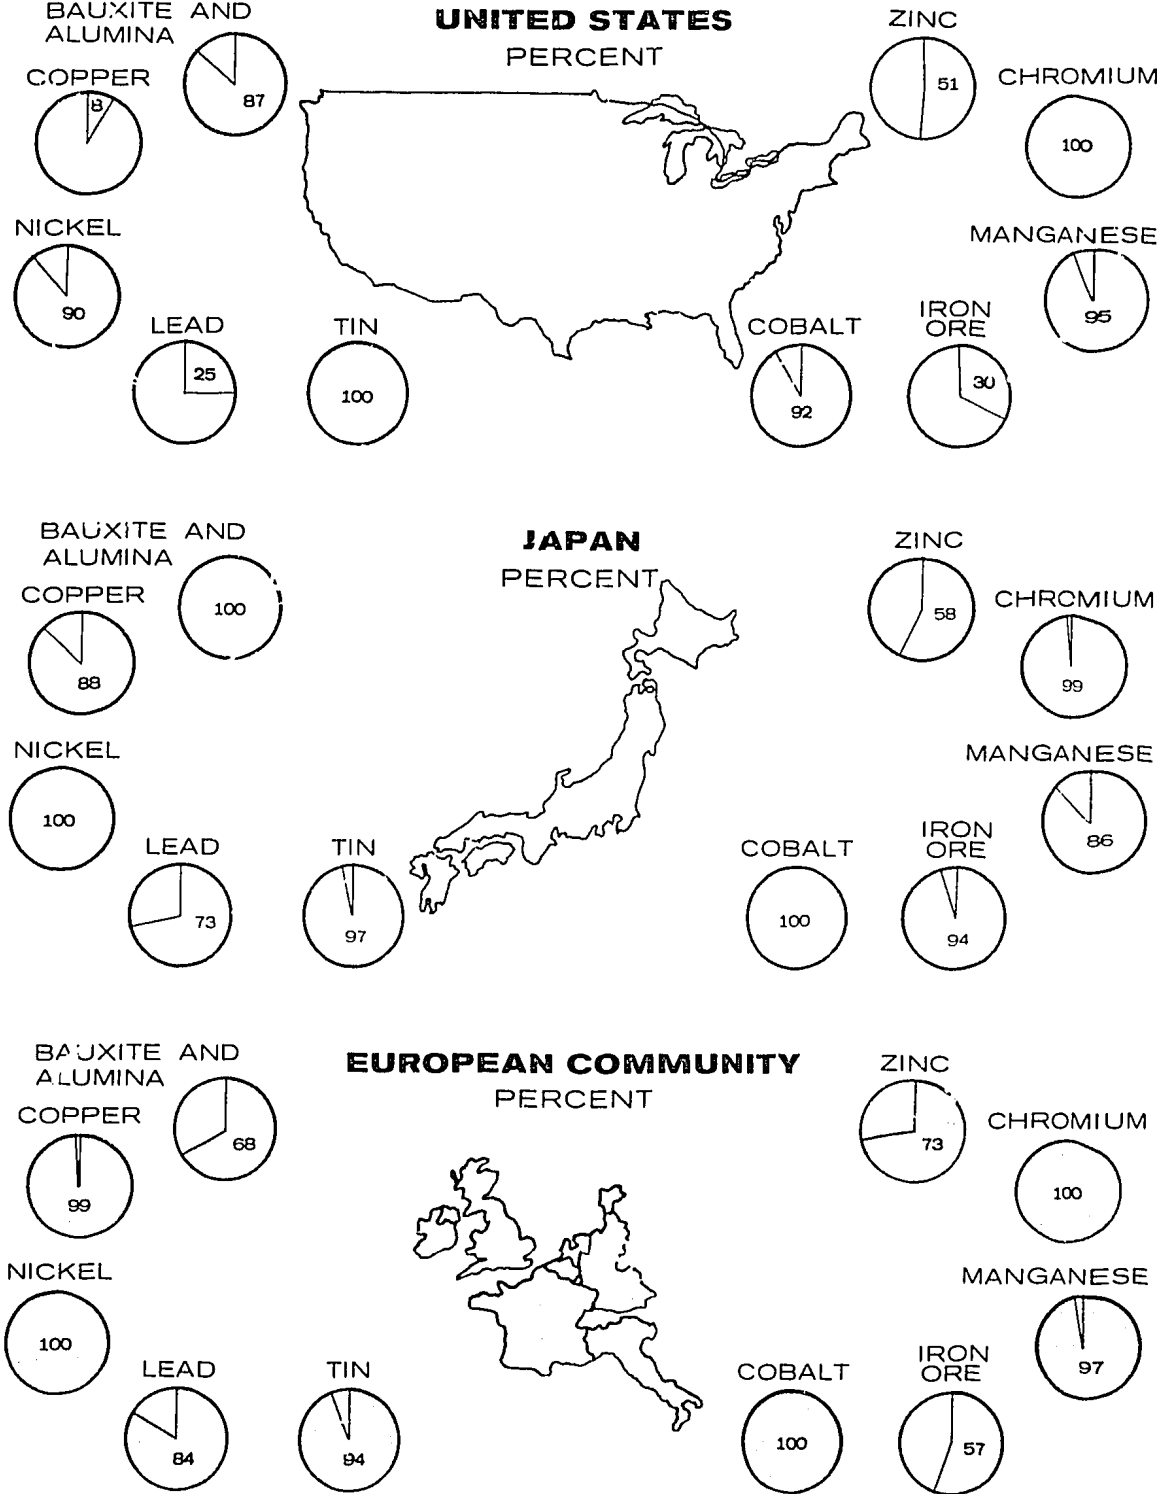 UNITED STATES
PERCENT
BAUXITE AND
ALUMINA
87
COPPER
8
NICKEL
90
LEAD
25
TIN
100
ZINC
51
CHROMIUM
100
MANGANESE
95
COBALT
92
IRON
ORE
30
JAPAN
PERCENT
BAUXITE AND
ALUMINA
100
COPPER
88
NICKEL
100
LEAD
73
TIN
97
ZINC
58
CHROMIUM
99
MANGANESE
86
COBALT
100
IRON
ORE
94
EUROPEAN COMMUNITY
PERCENT
BAUXITE AND
ALUMINA
68
COPPER
99
NICKEL
100
LEAD
84
TIN
94
ZINC
73
CHROMIUM
100
MANGANESE
97
COBALT
100
IRON
ORE
57